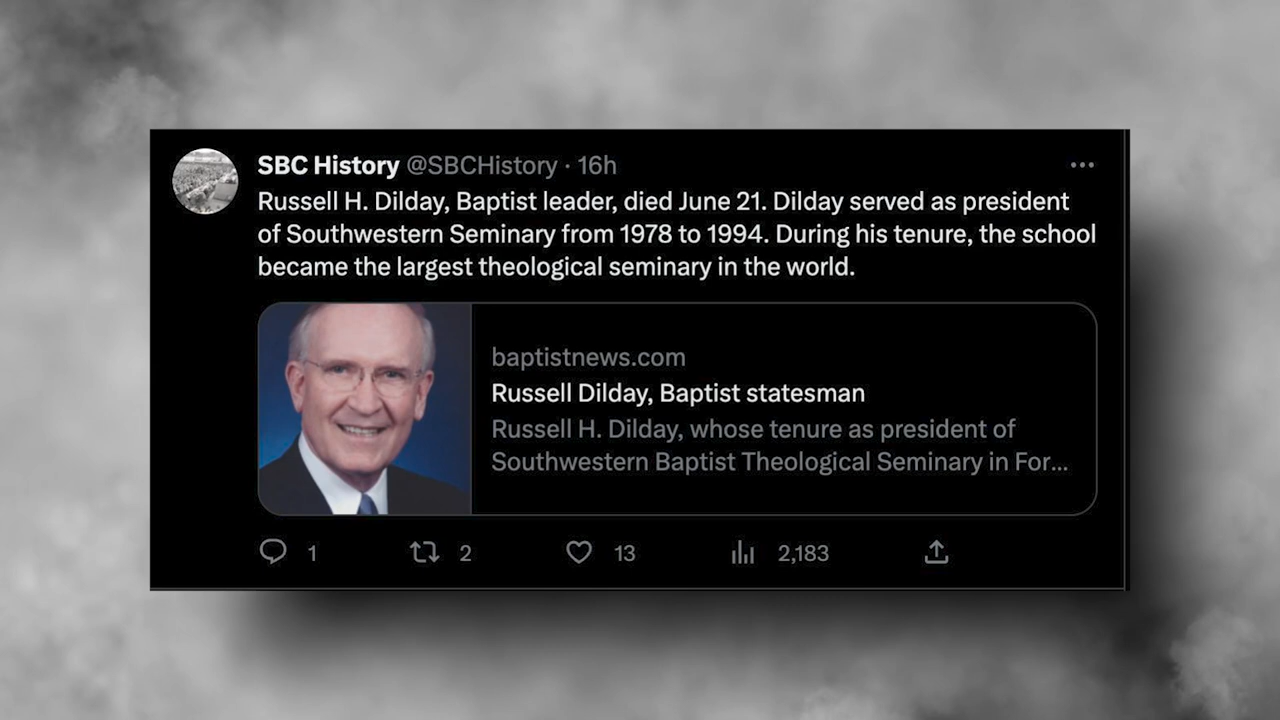 SBC History @SBCHistory · 16h
Russell H. Dilday, Baptist leader, died June 21. Dilday served as president
of Southwestern Seminary from 1978 to 1994. During his tenure, the school
became the largest theological seminary in the world.
baptistnews.com
Russell Dilday, Baptist statesman
Russell H. Dilday, whose tenure as president of
Southwestern Baptist Theological Seminary in For...
1 2 13 2,183